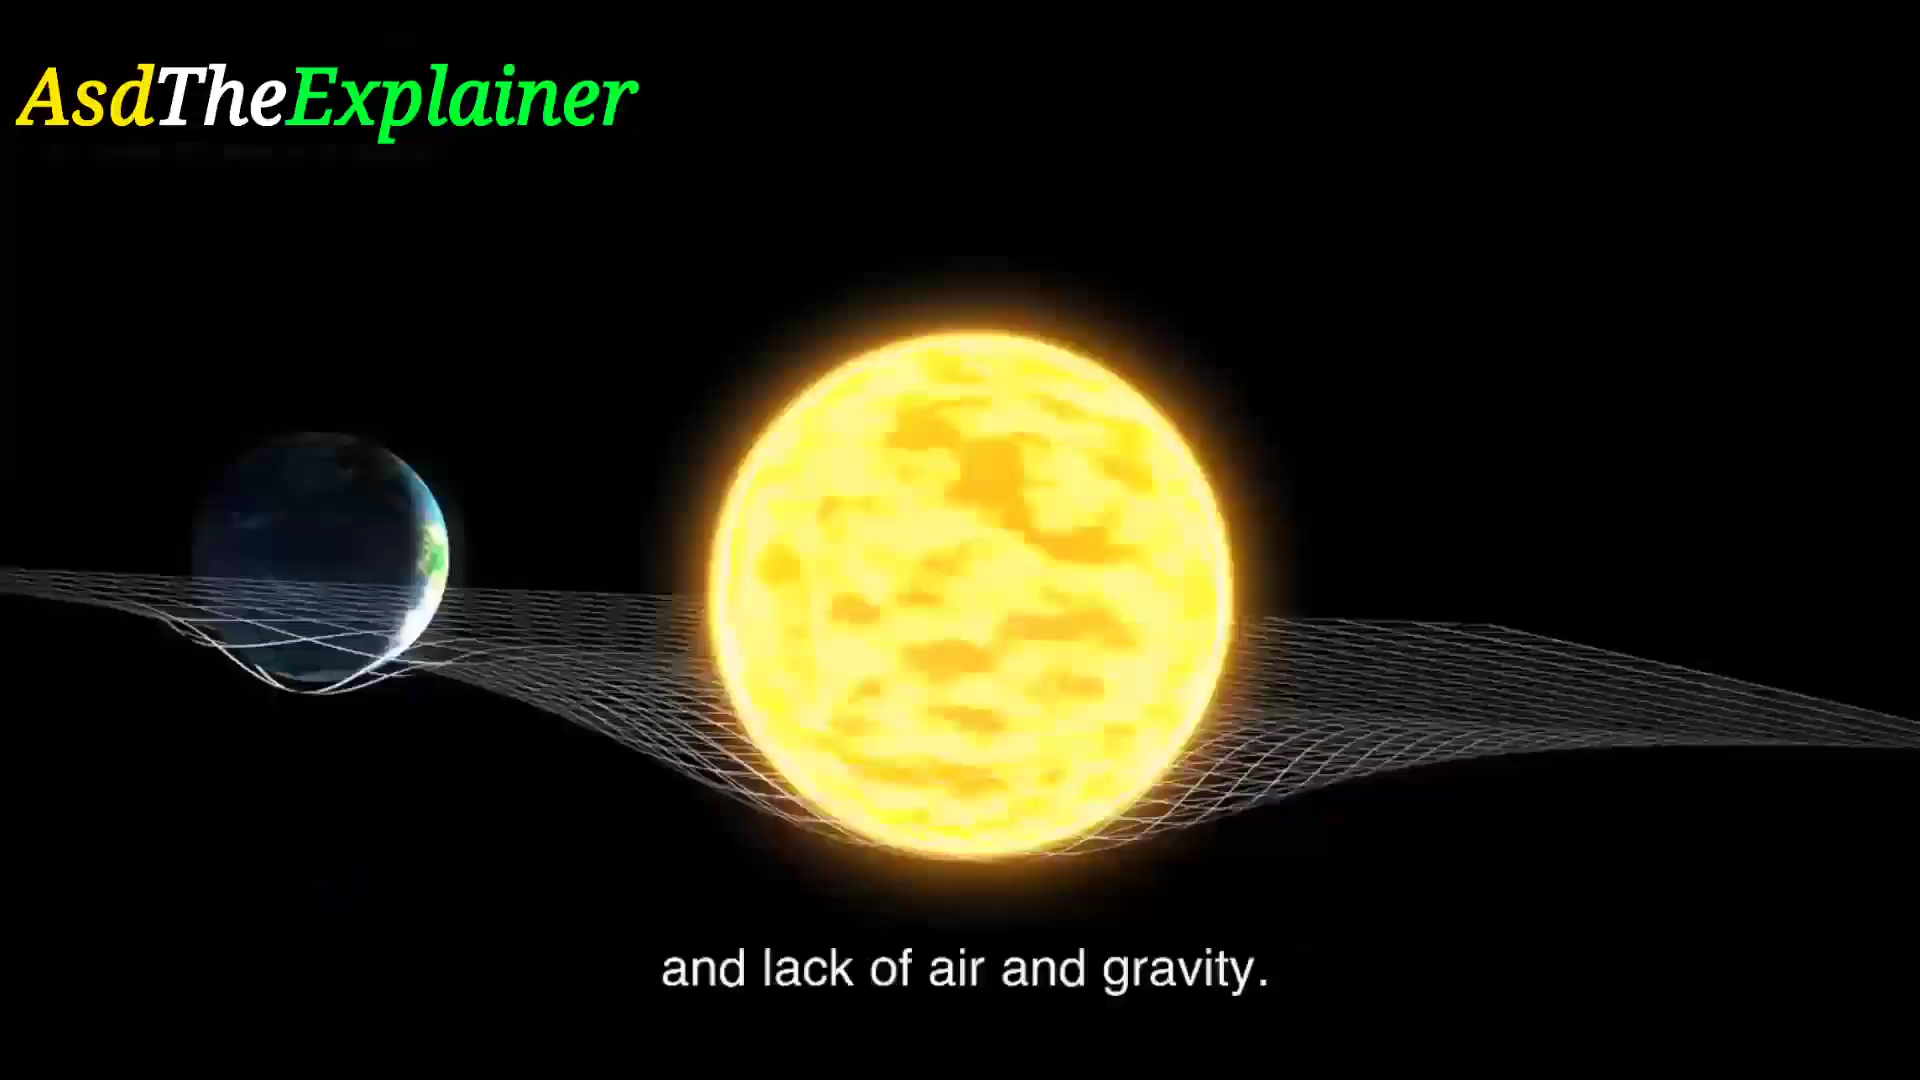 AsdTheExplainer
and lack of air and gravity.